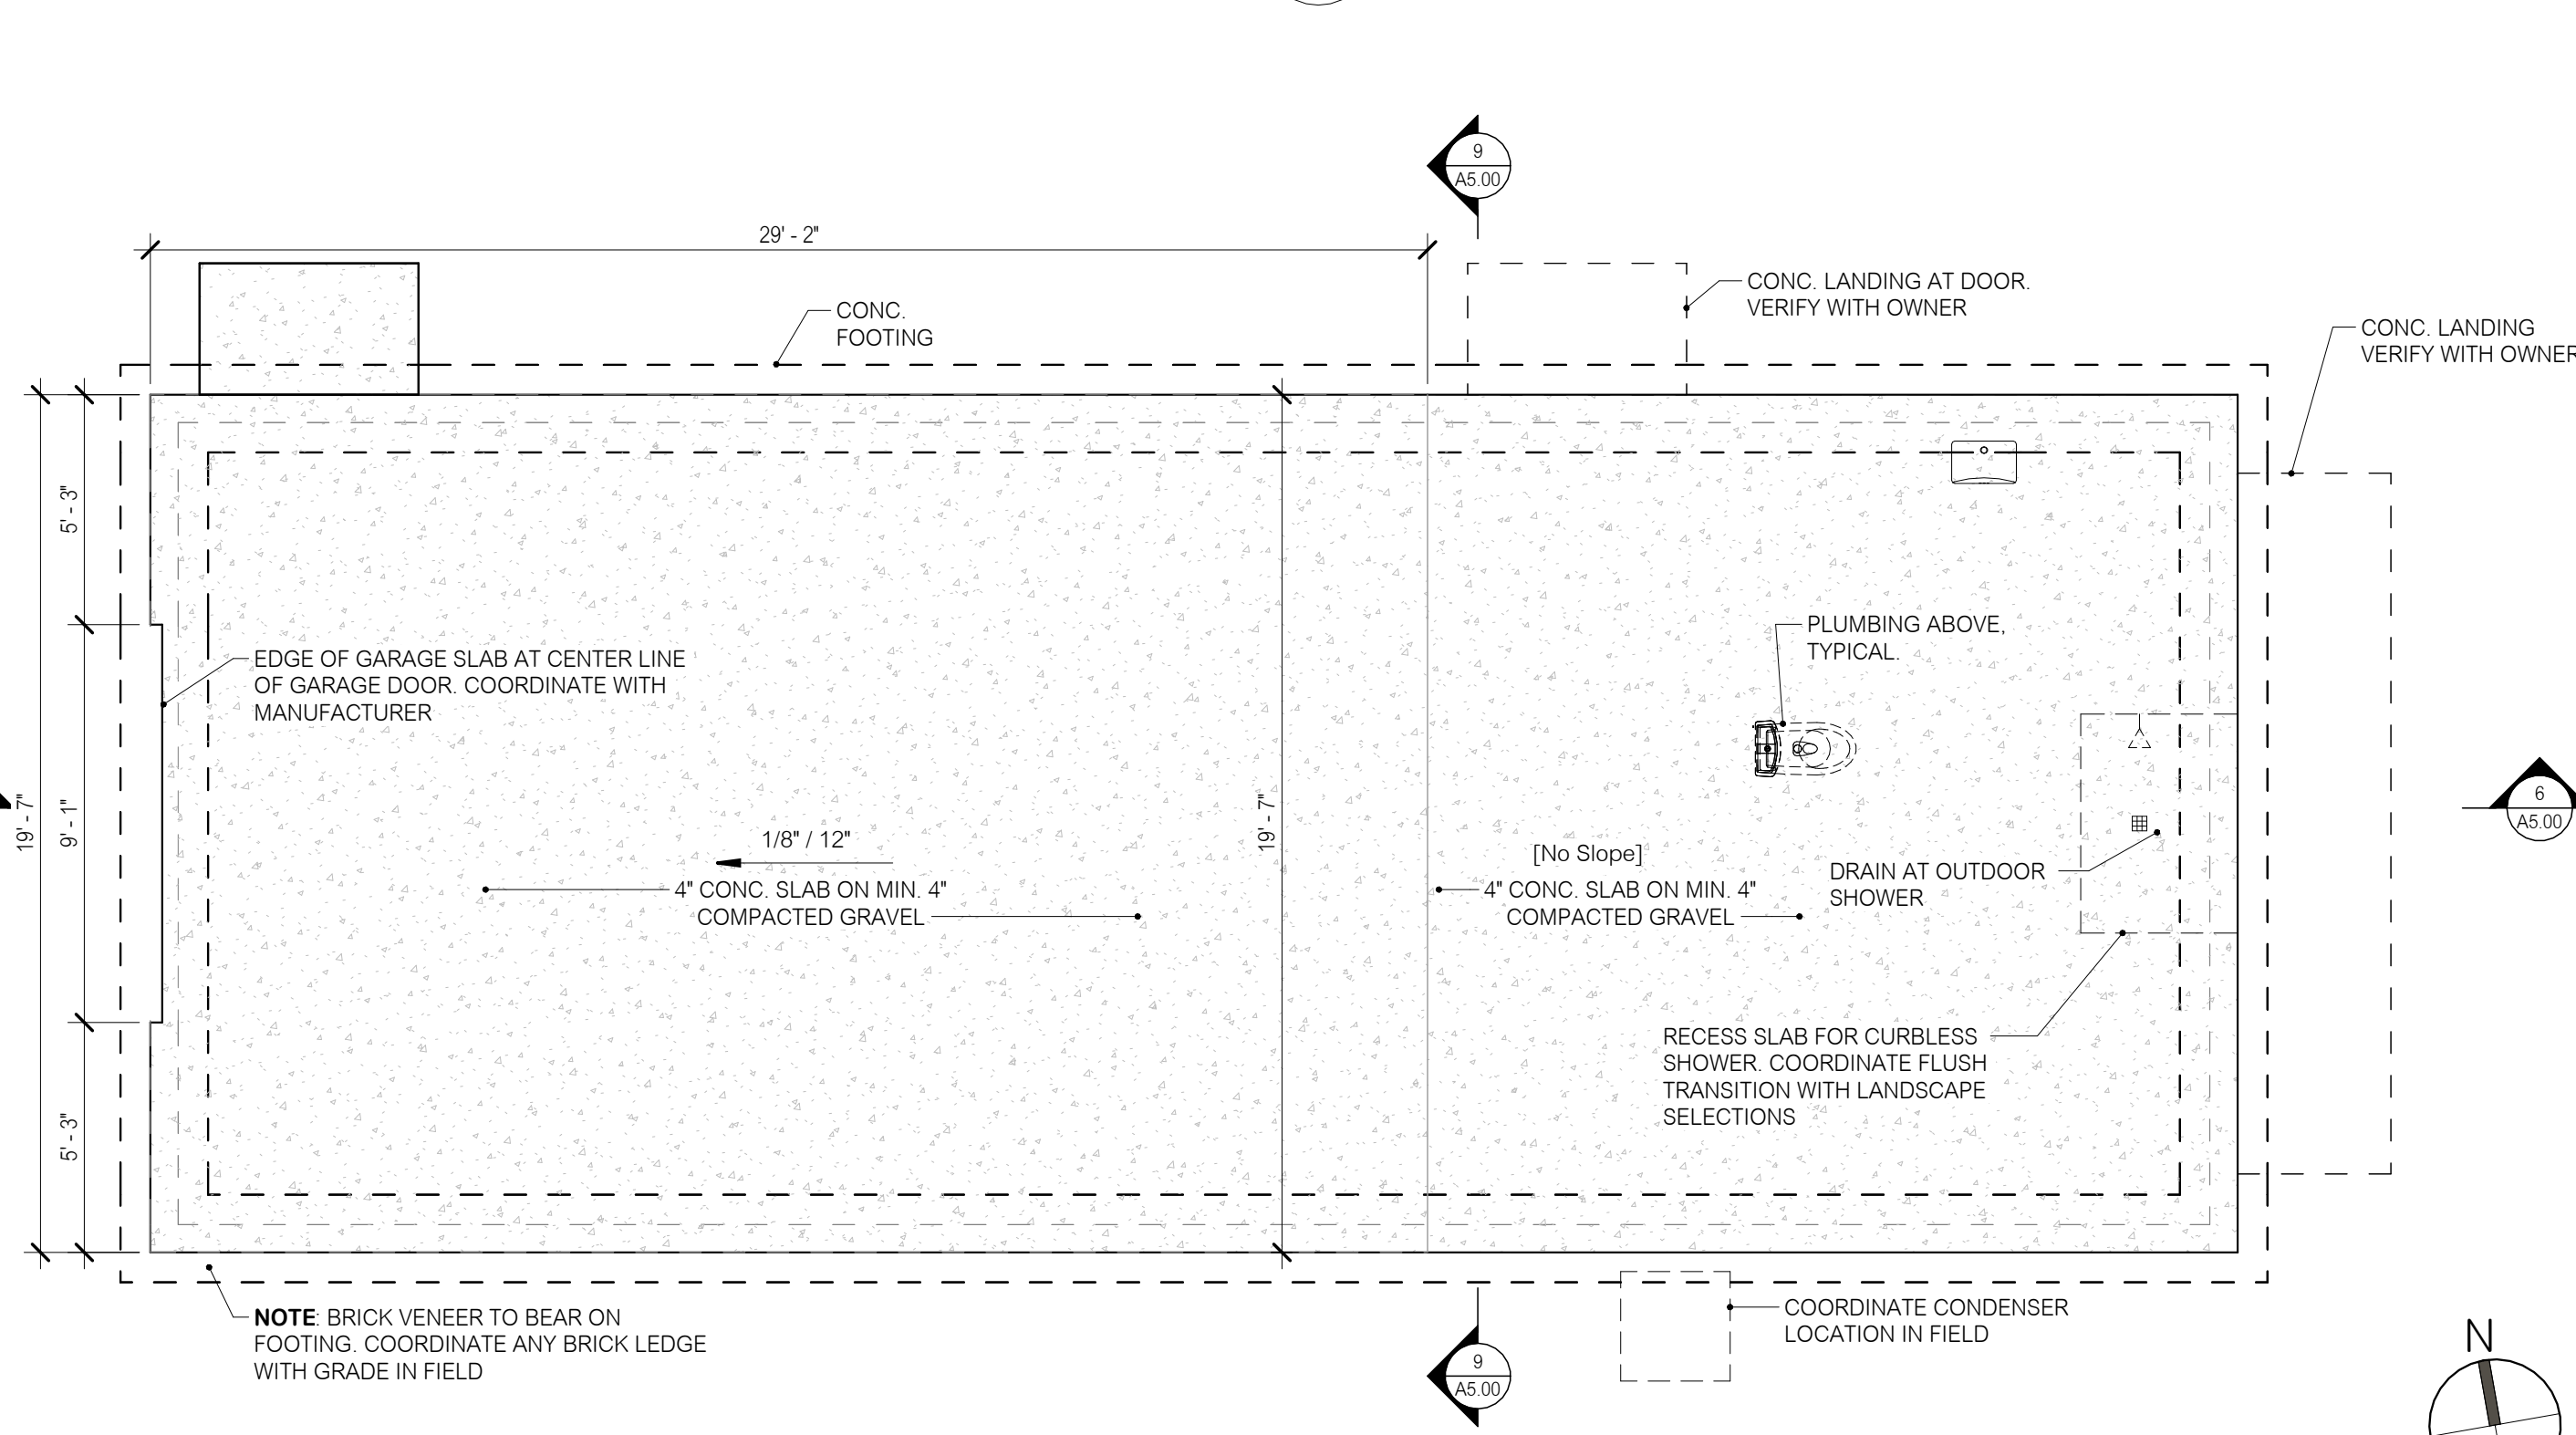 9
A5.00
29' - 2"
CONC. LANDING AT DOOR.
VERIFY WITH OWNER
CONC.
FOOTING
CONC. LANDING
VERIFY WITH OWNER
5' - 3"
PLUMBING ABOVE,
TYPICAL.
EDGE OF GARAGE SLAB AT CENTER LINE
OF GARAGE DOOR. COORDINATE WITH
MANUFACTURER
19' - 7"
9' - 1"
19' - 7"
6
A5.00
1/8" / 12"
4" CONC. SLAB ON MIN. 4"
COMPACTED GRAVEL
[No Slope]
4" CONC. SLAB ON MIN. 4"
COMPACTED GRAVEL
DRAIN AT OUTDOOR
SHOWER
RECESS SLAB FOR CURBLESS
SHOWER. COORDINATE FLUSH
TRANSITION WITH LANDSCAPE
SELECTIONS
5' - 3"
NOTE: BRICK VENEER TO BEAR ON
FOOTING. COORDINATE ANY BRICK LEDGE
WITH GRADE IN FIELD
COORDINATE CONDENSER
LOCATION IN FIELD
9
A5.00
N